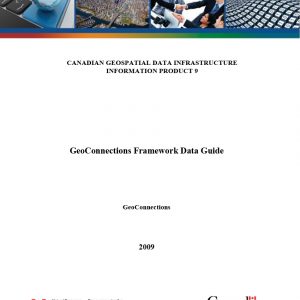 CANADIAN GEOSPATIAL DATA INFRASTRUCTURE
INFORMATION PRODUCT 9
GeoConnections Framework Data Guide
GeoConnections
2009